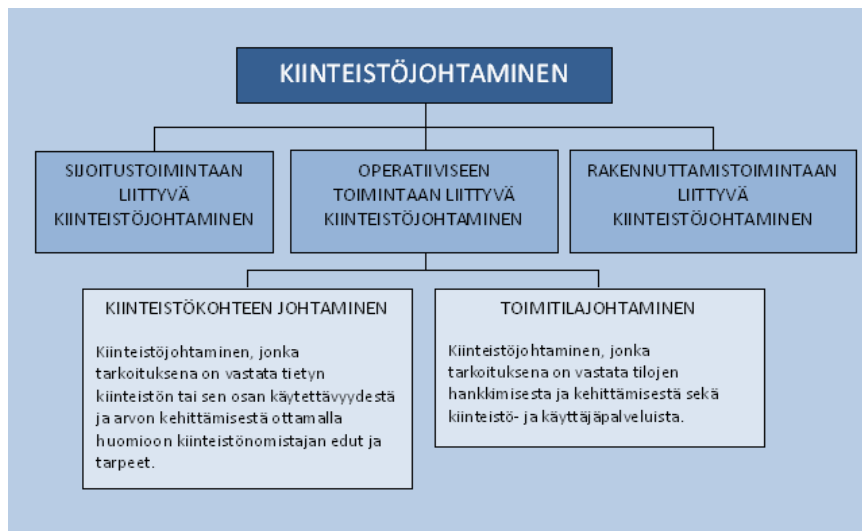 KIINTEISTÖJOHTAMINEN
SIJOITUSTOIMINTAAN
LIITTYVÄ
KIINTEISTÖJOHTAMINEN
OPERATIIVISEEN
TOIMINTAAN LIITTYVÄ
KIINTEISTÖJOHTAMINEN
RAKENNUTTAMISTOIMINTAAN
LIITTYVÄ
KIINTEISTÖJOHTAMINEN
KIINTEISTÖKOHTEEN JOHTAMINEN
Kiinteistöjohtaminen, jonka
tarkoituksena on vastata tietyn
kiinteistön tai sen osan käytettävyydestä
ja arvon kehittämisestä ottamalla
huomioon kiinteistönomistajan edut ja
tarpeet.
TOIMITILAJOHTAMINEN
Kiinteistöjohtaminen, jonka
tarkoituksena on vastata tilojen
hankkimisesta ja kehittämisestä sekä
kiinteistö- ja käyttäjäpalveluista.